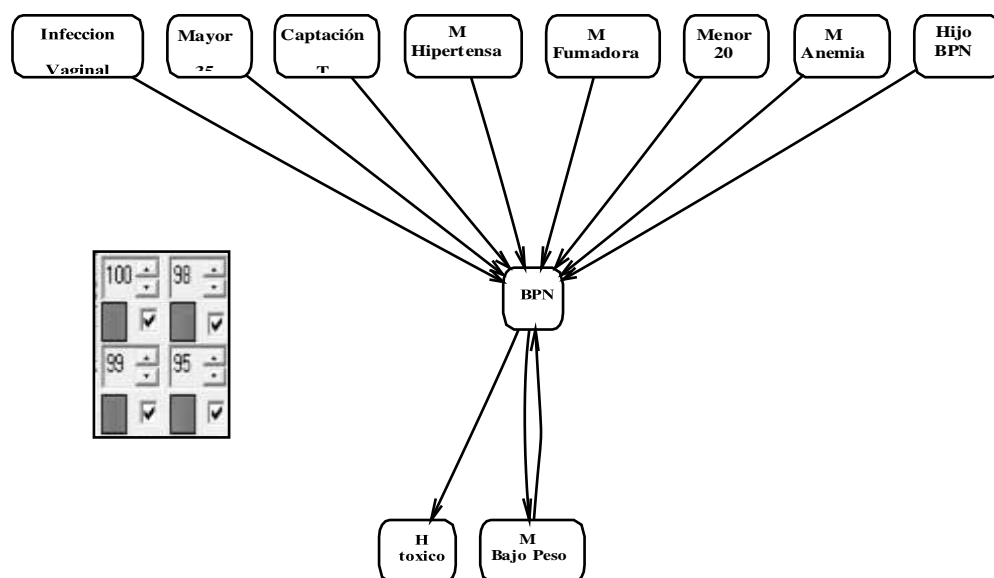 Infeccion
Vaginal
Mayor
35
Captación
T
M
Hipertensa
M
Fumadora
Menor
20
M
Anemia
Hijo
BPN
100
98
99
95
BPN
H
toxico
M
Bajo Peso